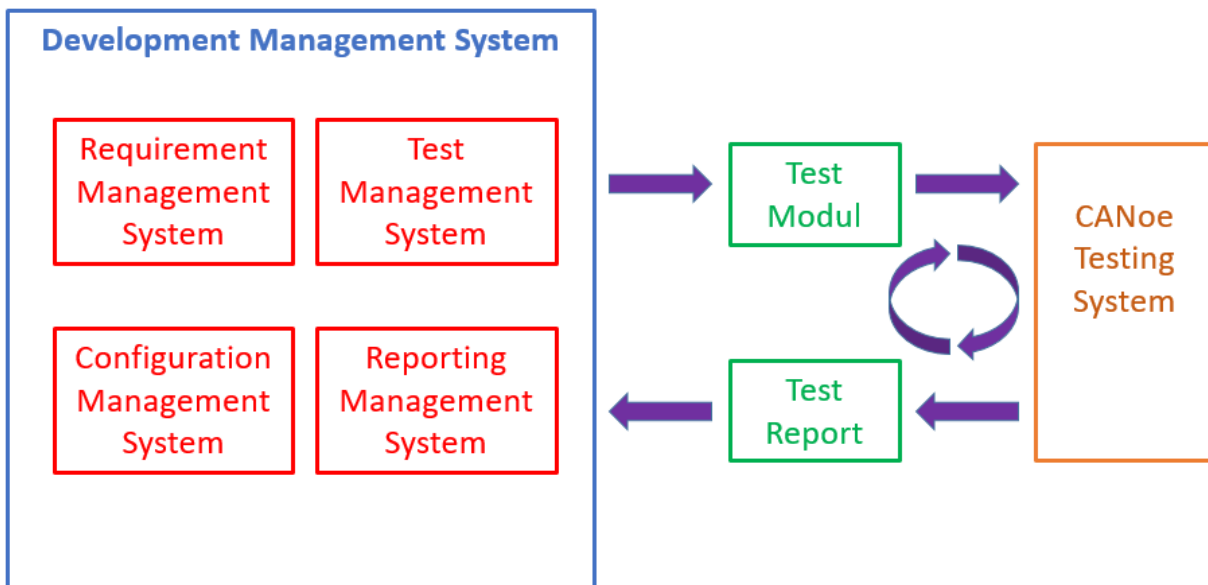 Development Management System
Requirement
Management
System
Test
Management
System
Test
Modul
CANoe
Testing
System
Configuration
Management
System
Reporting
Management
System
Test
Report